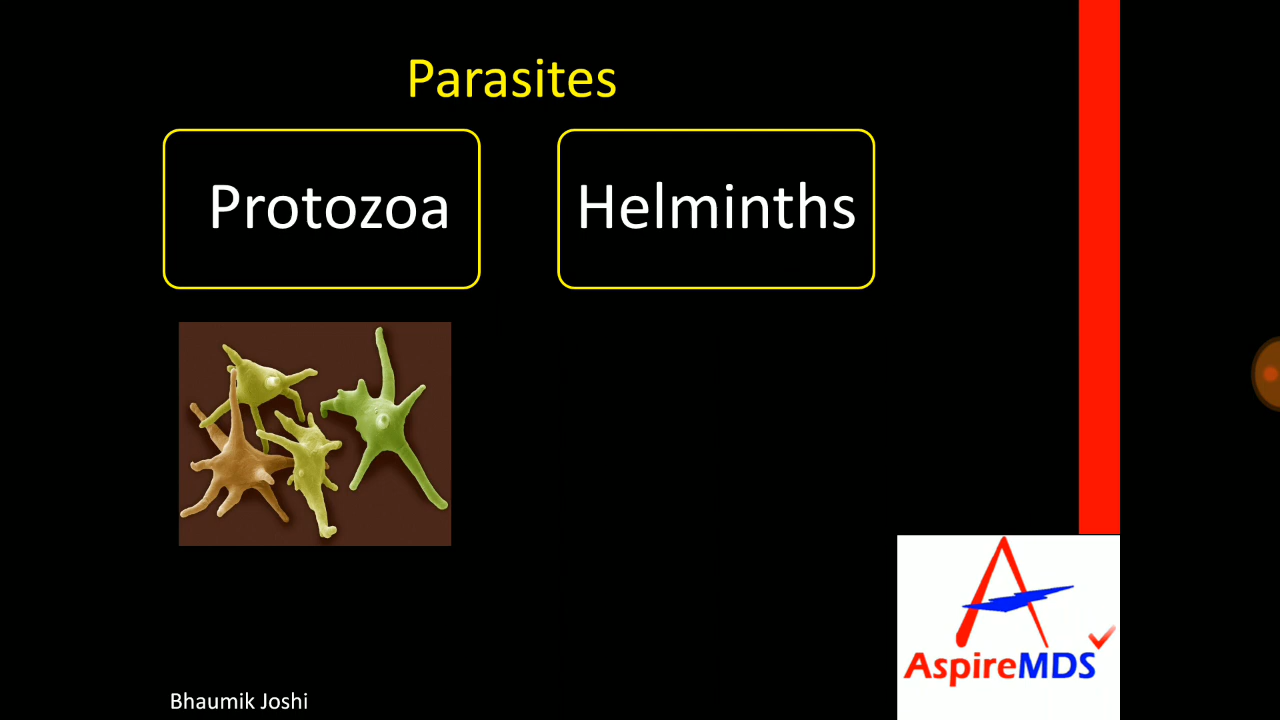 Parasites
Protozoa
Helminths
AspireMDS
Bhaumik Joshi